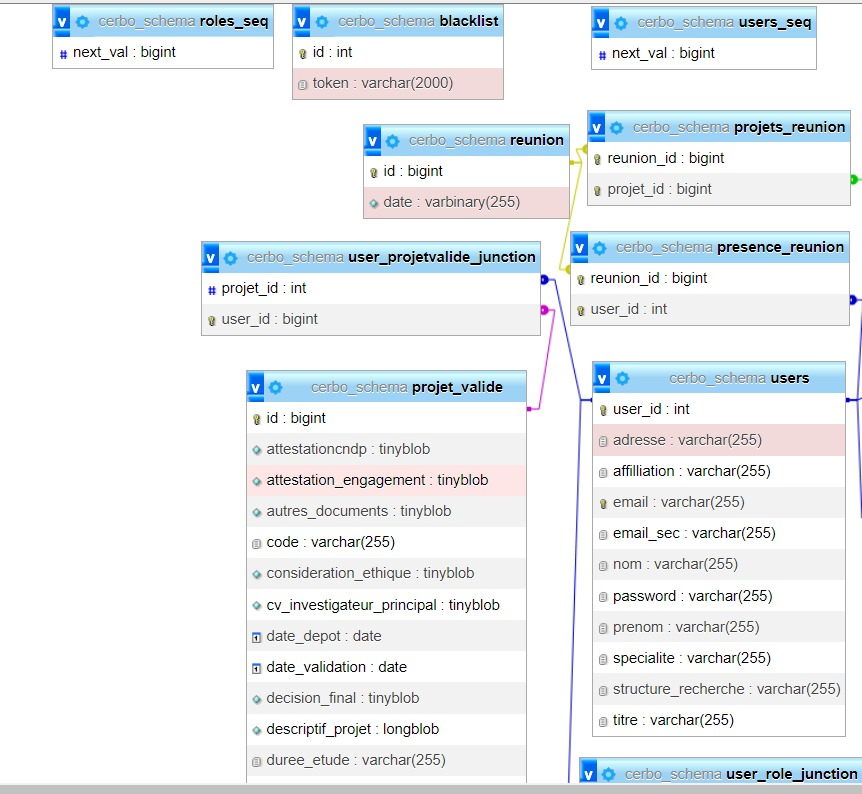 v cerbo_schema roles_seq
# next_val : bigint
v cerbo_schema blacklist
id : int
token : varchar(2000)
v cerbo_schema users_seq
# next_val : bigint
v cerbo_schema reunion
id : bigint
date : varbinary(255)
v cerbo_schema projets_reunion
reunion_id : bigint
projet_id : bigint
v cerbo_schema user_projetvalide_junction
# projet_id : int
user_id : bigint
v cerbo_schema presence_reunion
reunion_id : bigint
user_id : int
v cerbo_schema projet_valide
id : bigint
attestationcndp : tinyblob
attestation_engagement : tinyblob
autres_documents : tinyblob
code : varchar(255)
consideration_ethique : tinyblob
cv_investigateur_principal : tinyblob
date_depot : date
date_validation : date
decision_final : tinyblob
descriptif_projet : longblob
duree_etude : varchar(255)
v cerbo_schema users
user_id : int
adresse : varchar(255)
affilliation : varchar(255)
email : varchar(255)
email_sec : varchar(255)
nom : varchar(255)
password : varchar(255)
prenom : varchar(255)
specialite : varchar(255)
structure_recherche : varchar(255)
titre : varchar(255)
v cerbo_schema user_role_junction